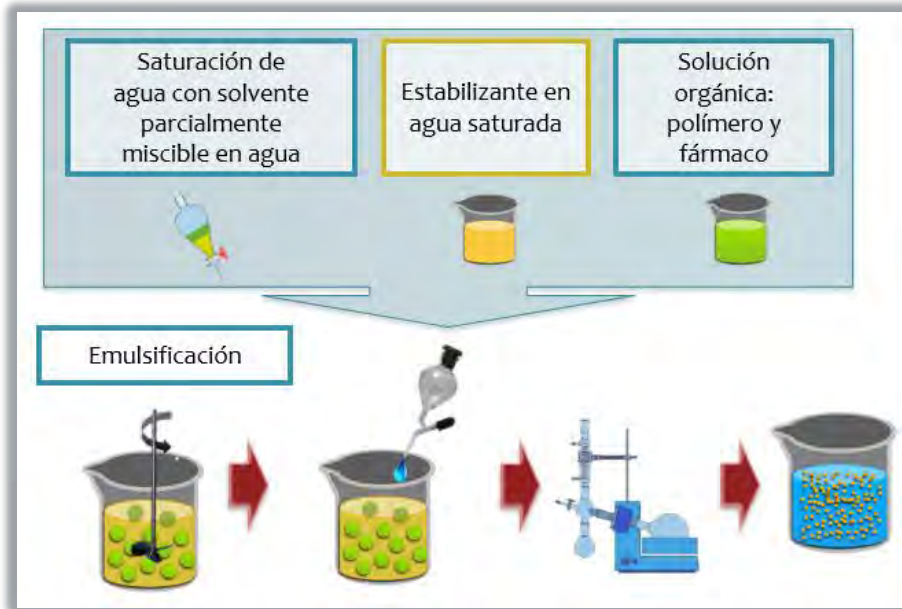 Saturación de
agua con solvente
parcialmente
miscible en agua
Estabilizante en
agua saturada
Solución
orgánica:
polímero y
fármaco
Emulsificación